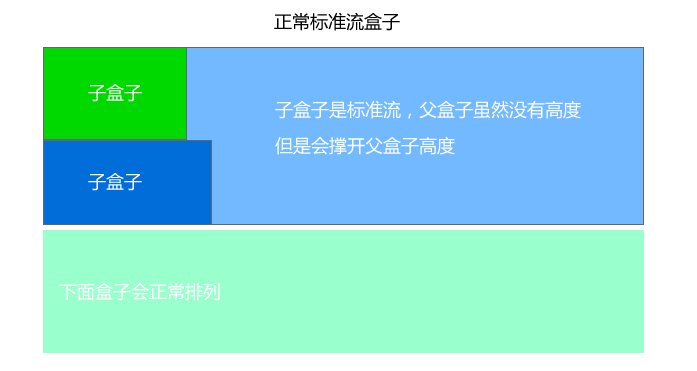 正常标准流盒子
子盒子
子盒子是标准流，父盒子虽然没有高度
但是会撑开父盒子高度
子盒子
下面盒子会正常排列